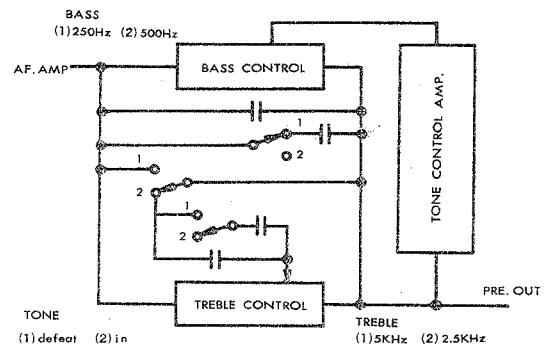 BASS
(1) 250Hz (2) 500Hz
AF. AMP
BASS CONTROL
TONE CONTROL AMP.
1
2
1
2
1
2
TREBLE CONTROL
PRE. OUT
TONE
(1) defeat (2) in
TREBLE
(1) 5KHz (2) 2.5KHz